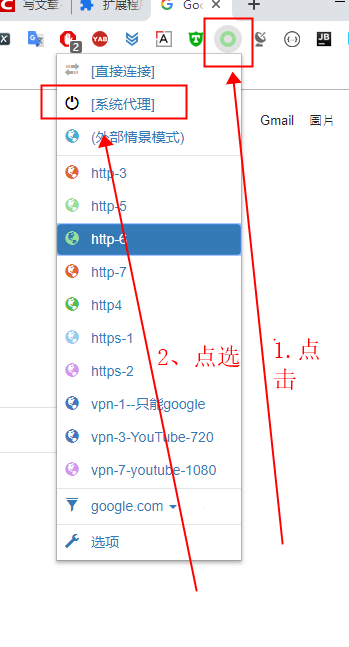 写文章-
扩展程
Goo
2
YAB
A
JB
[直接连接]
[系统代理]
Gmail 图片
(外部情景模式)
http-3
http-5
http-6
http-7
http4
https-1
https-2
vpn-1--只能google
vpn-3-YouTube-720
vpn-7-youtube-1080
google.com
选项
2、点选
1.点
击